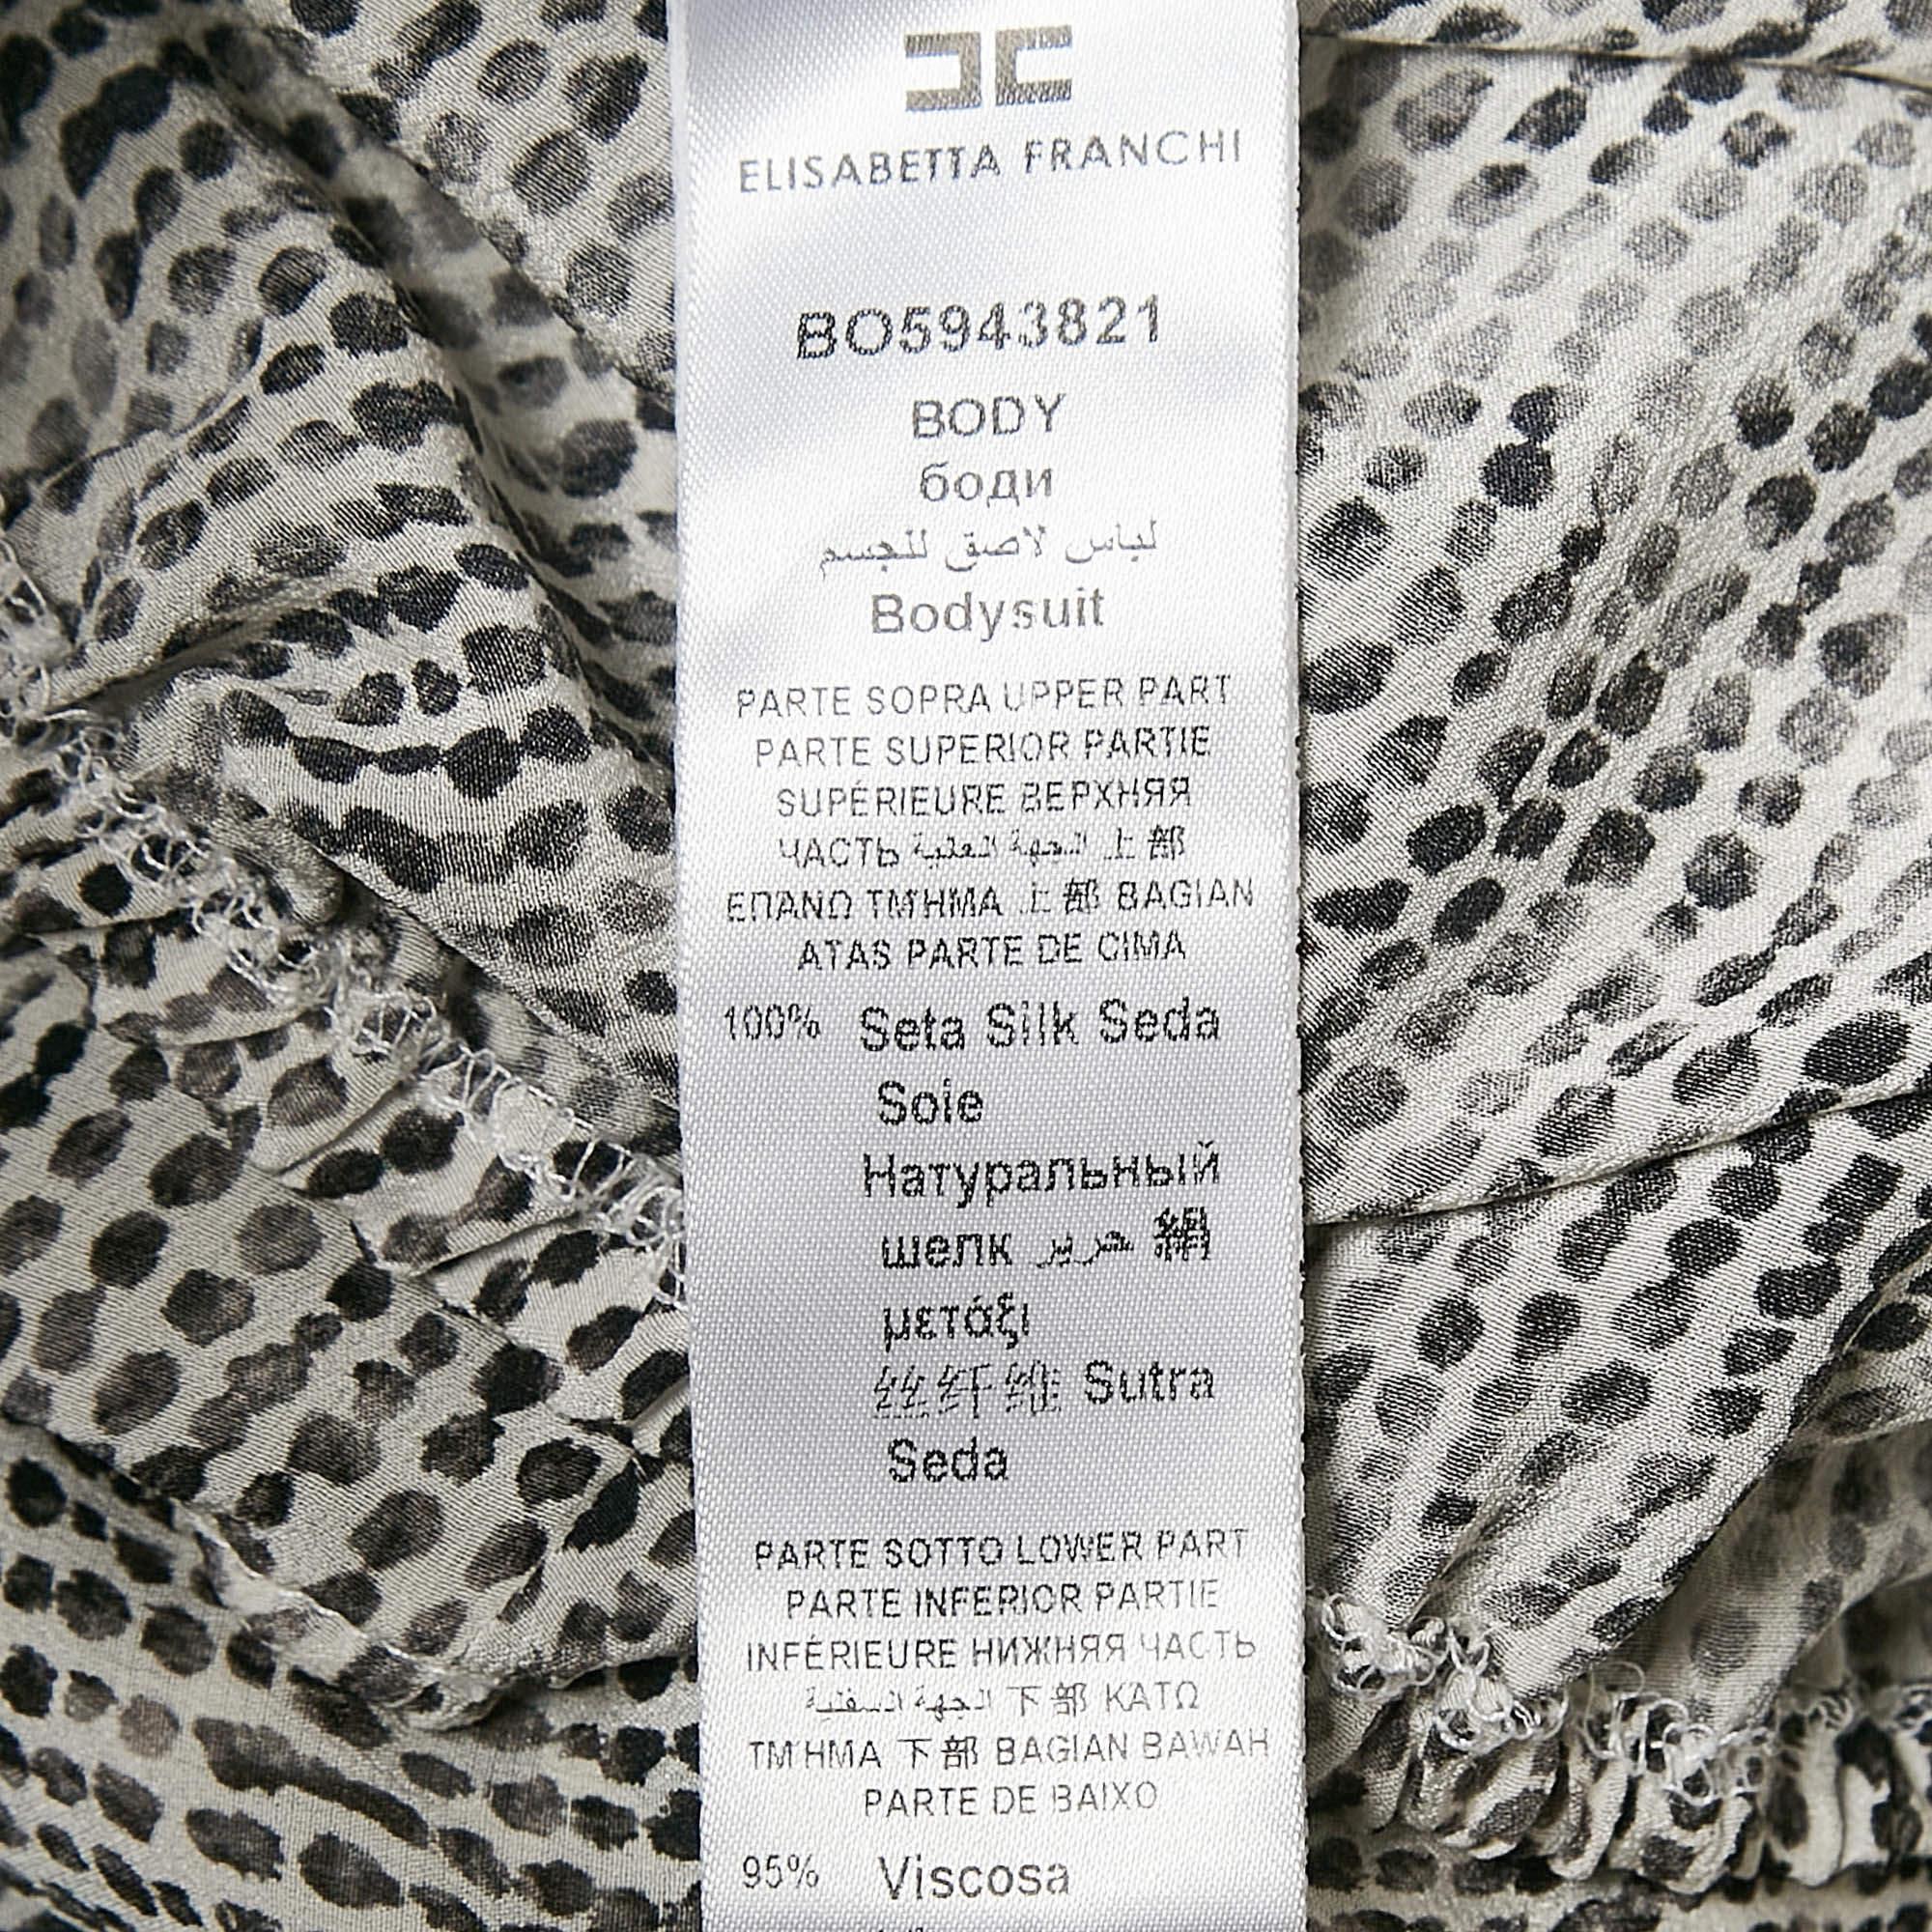 ELISABETTA FRANCHI
BO5943821
BODY
боди
لباس لاصق للجسم
Bodysuit
PARTE SOPRA UPPER PART
PARTE SUPERIOR PARTIE
SUPÉRIEURE ВЕРХНЯЯ
ЧАСТЬ الجهة العلية 上部
ΕΠΑΝΩ ΤΜΉΜΑ 上部 BAGIAN
ATAS PARTE DE CIMA
100% Seta Silk Seda
Soie
Натуральный
шелк حرير 絹
μετάξι
丝纤维 Sutra
Seda
PARTE SOTTO LOWER PART
PARTE INFERIOR PARTIE
INFÉRIEURE НИЖНЯЯ ЧАСТЬ
الجهة السفلية 下部 ΚΑΤΩ
ΤΜΉΜΑ 下部 BAGIAN BAWAH
PARTE DE BAIXO
95% Viscosa